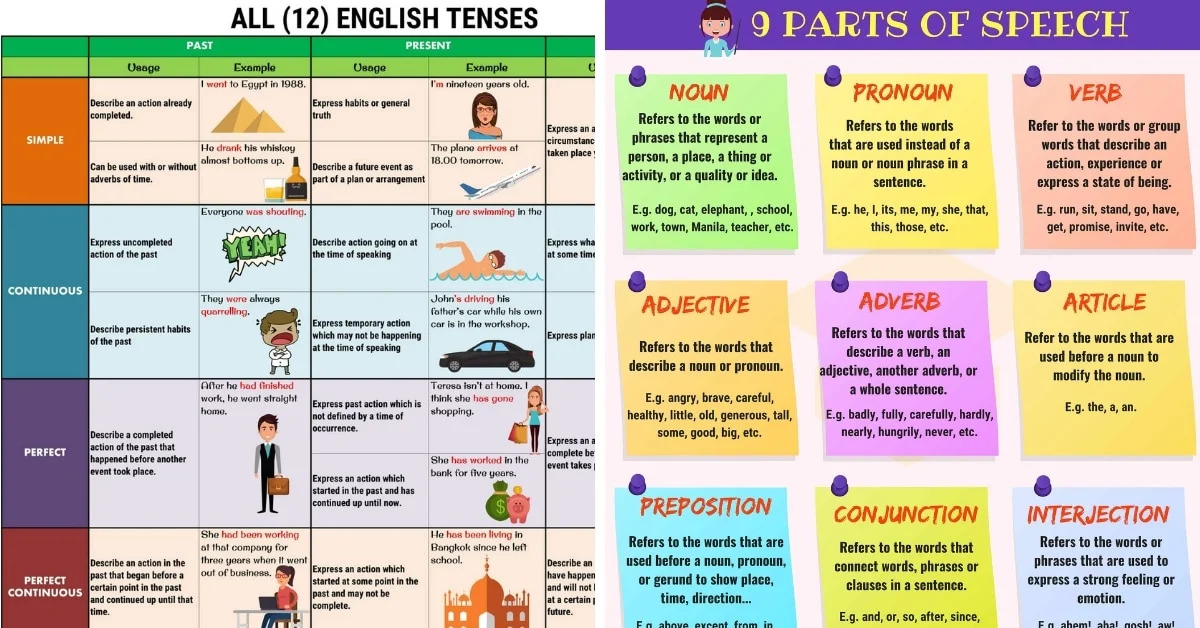 ALL (12) ENGLISH TENSES
PAST
PRESENT
Usage
Example
Usage
Example
SIMPLE
Describe an action already
completed.
I went to Egypt in 1988.
Express habits or general
truth
I'm nineteen years old.
Can be used with or without
adverbs of time.
He drank his whiskey
almost bottoms up.
Describe a future event as
part of a plan or arrangement
The plane arrives at
18.00 tomorrow.
Express an a
circumstanc
taken place
CONTINUOUS
Express uncompleted
action of the past
Everyone was shouting.
YEAH!
Describe action going on at
the time of speaking
They are swimming in the
pool.
Express wha
at some time
Describe persistent habits
of the past
They were always
quarrelling.
Express temporary action
which may not be happening
at the time of speaking
John's driving his
father's car while his own
car is in the workshop.
Express plan
PERFECT
Describe a completed
action of the past that
happened before another
event took place.
After he had finished
work, he went straight
home.
Express past action which is
not defined by a time of
occurrence.
Teresa isn't at home. I
think she has gone
shopping.
Express an action which
started in the past and has
continued up until now.
She has worked in the
bank for five years.
Express an a
complete be
event takes
PERFECT
CONTINUOUS
Describe an action in the
past that began before a
certain point in the past
and continued up until that
time.
She had been working
at that company for
three years when it went
out of business.
Express an action which
started at some point in the
past and may not be
complete.
He has been living in
Bangkok since he left
school.
Describe an
have happen
and will not
at a certain
future.
9 PARTS OF SPEECH
NOUN
Refers to the words or
phrases that represent a
person, a place, a thing or
activity, or a quality or idea.
E.g. dog, cat, elephant, , school,
work, town, Manila, teacher, etc.
PRONOUN
Refers to the words
that are used instead of a
noun or noun phrase in a
sentence.
E.g. he, I, its, me, my, she, that,
this, those, etc.
VERB
Refer to the words or group
words that describe an
action, experience or
express a state of being.
E.g. run, sit, stand, go, have,
get, promise, invite, etc.
ADJECTIVE
Refers to the words that
describe a noun or pronoun.
E.g. angry, brave, careful,
healthy, little, old, generous, tall,
some, good, big, etc.
ADVERB
Refers to the words that
describe a verb, an
adjective, another adverb, or
a whole sentence.
E.g. badly, fully, carefully, hardly,
nearly, hungrily, never, etc.
ARTICLE
Refer to the words that are
used before a noun to
modify the noun.
E.g. the, a, an.
PREPOSITION
Refers to the words that are
used before a noun, pronoun,
or gerund to show place,
time, direction...
E.g. above, except, from, in,
CONJUNCTION
Refers to the words that
connect words, phrases or
clauses in a sentence.
E.g. and, or, so, after, since,
INTERJECTION
Refers to the words or
phrases that are used to
express a strong feeling or
emotion.
E.g. ahem!, aha!, gosh!, aw!